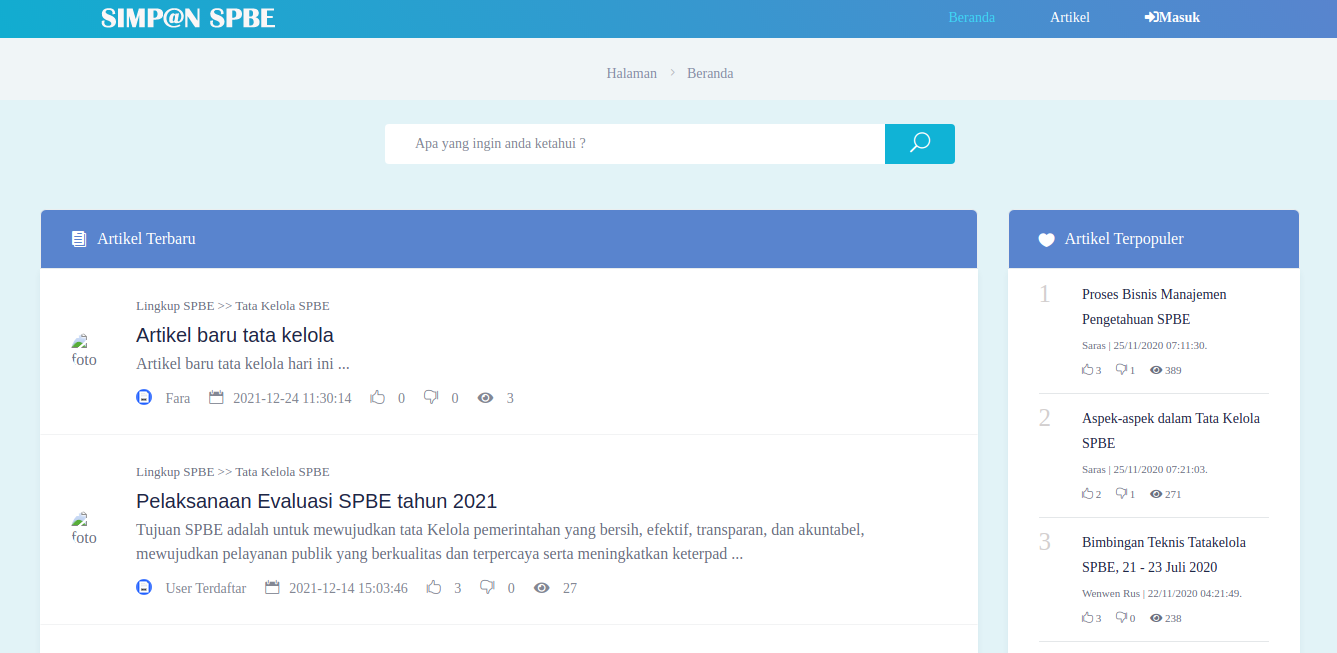 SIMP@N SPBE
Beranda
Artikel
Masuk
Halaman > Beranda
Apa yang ingin anda ketahui ?
Artikel Terbaru
foto
Lingkup SPBE >> Tata Kelola SPBE
Artikel baru tata kelola
Artikel baru tata kelola hari ini ...
Fara 2021-12-24 11:30:14 0 0 3
foto
Lingkup SPBE >> Tata Kelola SPBE
Pelaksanaan Evaluasi SPBE tahun 2021
Tujuan SPBE adalah untuk mewujudkan tata Kelola pemerintahan yang bersih, efektif, transparan, dan akuntabel,
mewujudkan pelayanan publik yang berkualitas dan terpercaya serta meningkatkan keterpad ...
User Terdaftar 2021-12-14 15:03:46 3 0 27
Artikel Terpopuler
1
Proses Bisnis Manajemen
Pengetahuan SPBE
Saras | 25/11/2020 07:11:30.
3 1 389
2
Aspek-aspek dalam Tata Kelola
SPBE
Saras | 25/11/2020 07:21:03.
2 1 271
3
Bimbingan Teknis Tatakelola
SPBE, 21 - 23 Juli 2020
Wenwen Rus | 22/11/2020 04:21:49.
3 0 238